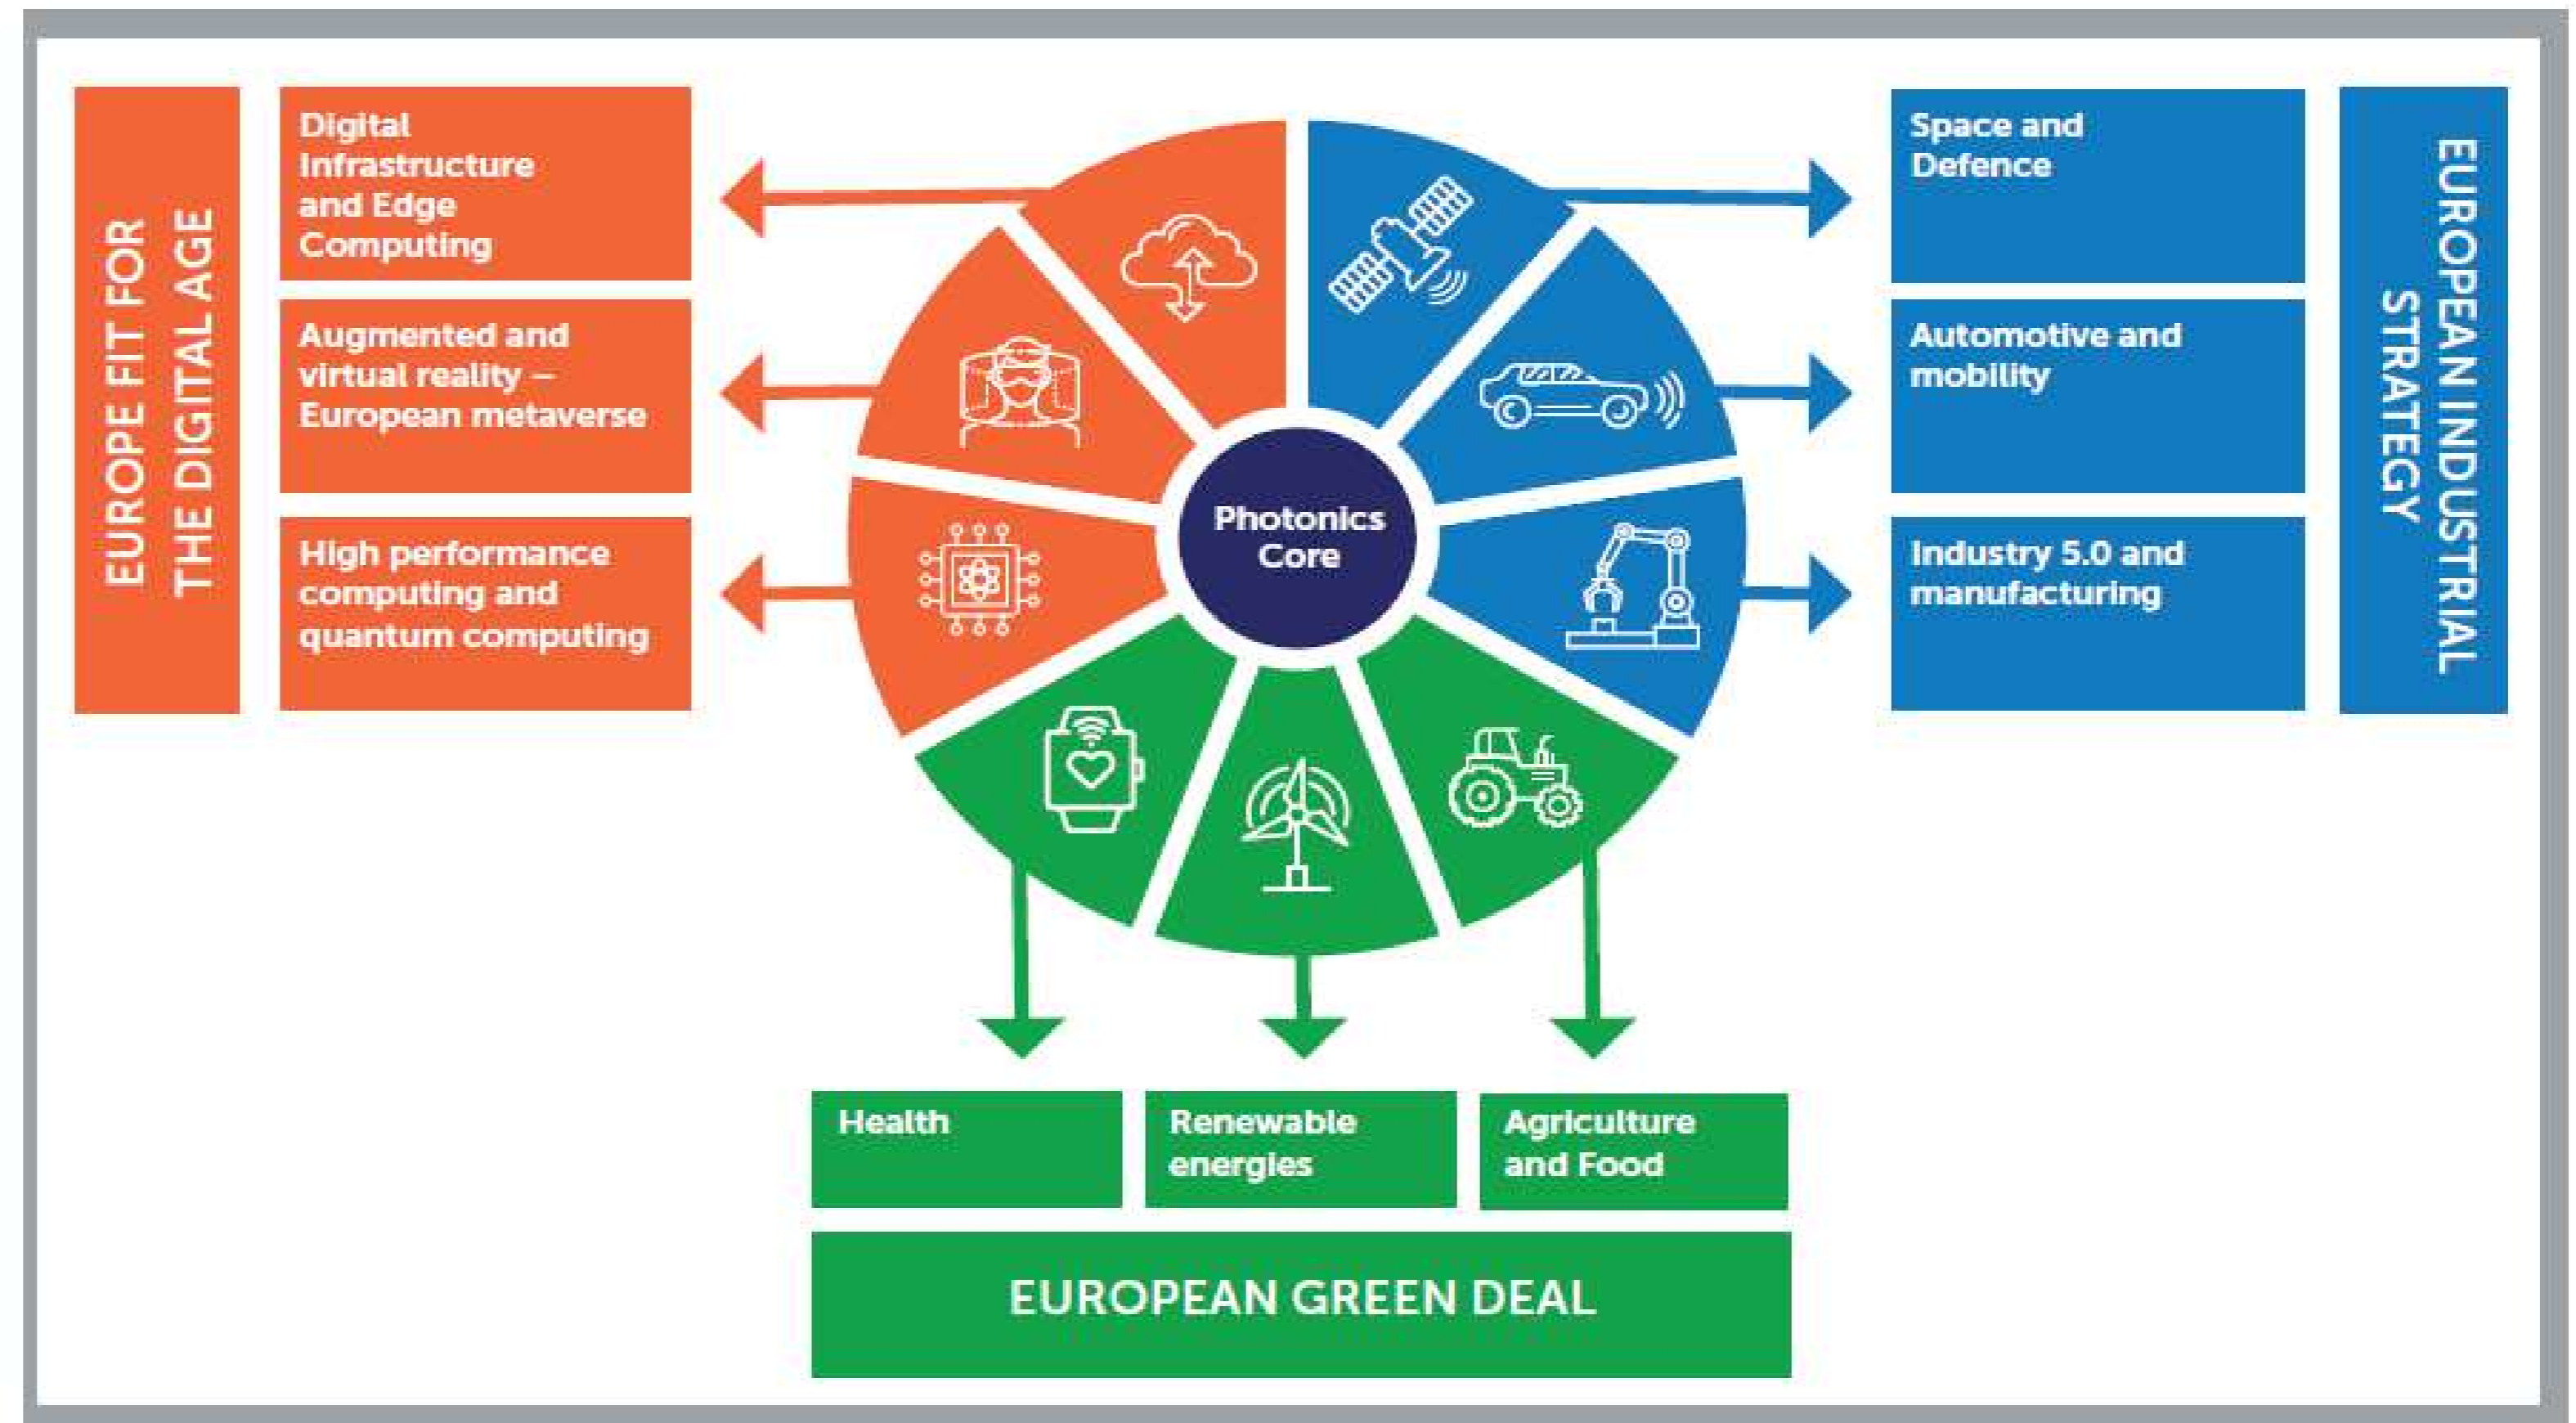 EUROPE FIT FOR
THE DIGITAL AGE
Digital
Infrastructure
and Edge
Computing
Augmented and
virtual reality –
European metaverse
High performance
computing and
quantum computing
Photonics
Core
Space and
Defence
Automotive and
mobility
Industry 5.0 and
manufacturing
EUROPEAN INDUSTRIAL
STRATEGY
Health
Renewable
energies
Agriculture
and Food
EUROPEAN GREEN DEAL